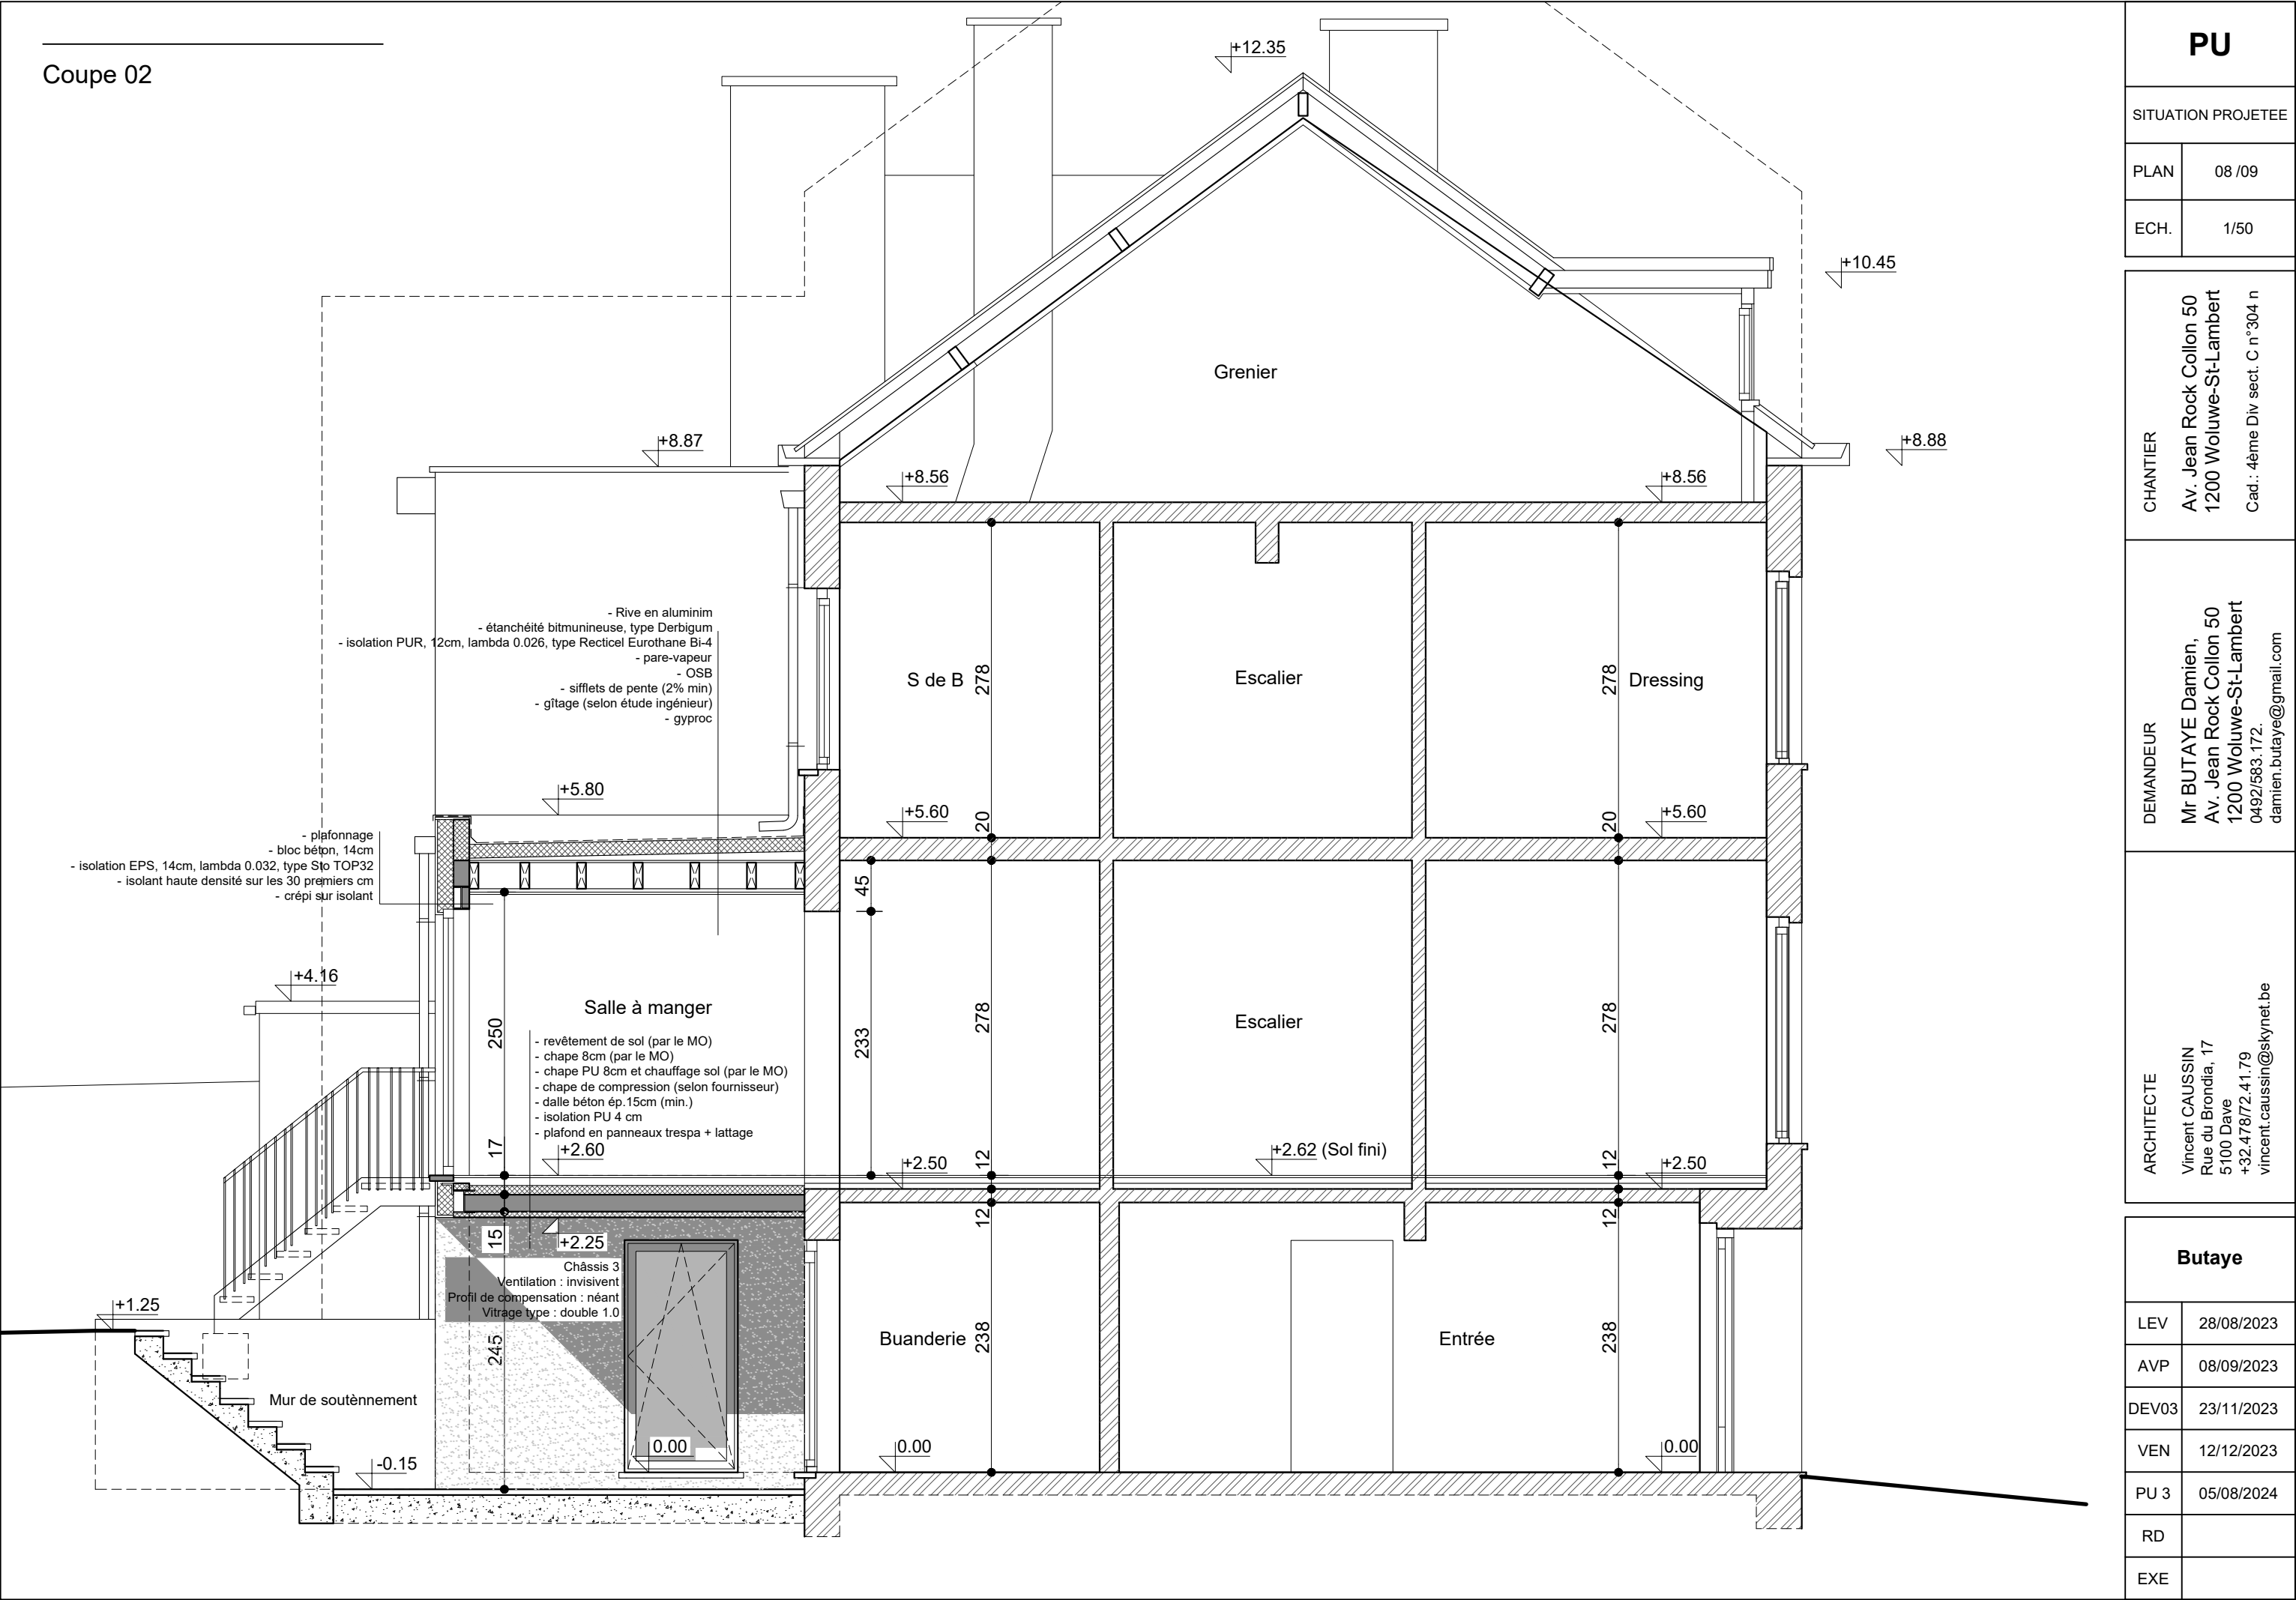 Coupe 02
+12.35
+10.45
Grenier
+8.87
+8.88
+8.56
+8.56
- Rive en aluminim
- étanchéité bitmunineuse, type Derbigum
- isolation PUR, 12cm, lambda 0.026, type Recticel Eurothane Bi-4
- pare-vapeur
- OSB
- sifflets de pente (2% min)
- gîtage (selon étude ingénieur)
- gyproc
S de B
278
Escalier
278
Dressing
+5.80
+5.60
20
20
+5.60
- plafonnage
- bloc béton, 14cm
- isolation EPS, 14cm, lambda 0.032, type Sto TOP32
- isolant haute densité sur les 30 premiers cm
- crépi sur isolant
45
+4.16
Salle à manger
250
233
278
Escalier
278
- revêtement de sol (par le MO)
- chape 8cm (par le MO)
- chape PU 8cm et chauffage sol (par le MO)
- chape de compression (selon fournisseur)
- dalle béton ép.15cm (min.)
- isolation PU 4 cm
- plafond en panneaux trespa + lattage
17
+2.60
+2.50
12
+2.62 (Sol fini)
12
+2.50
15
+2.25
12
12
Châssis 3
Ventilation : invisivent
Profil de compensation : néant
Vitrage type : double 1.0
+1.25
245
Buanderie
238
Entrée
238
Mur de soutènnement
-0.15
0.00
0.00
0.00
PU
SITUATION PROJETEE
PLAN
08 /09
ECH.
1/50
CHANTIER
Av. Jean Rock Collon 50
1200 Woluwe-St-Lambert
Cad.: 4ème Div sect. C n°304 n
DEMANDEUR
Mr BUTAYE Damien,
Av. Jean Rock Collon 50
1200 Woluwe-St-Lambert
0492/583.172.
damien.butaye@gmail.com
ARCHITECTE
Vincent CAUSSIN
Rue du Brondia, 17
5100 Dave
+32.478/72.41.79
vincent.caussin@skynet.be
Butaye
LEV
28/08/2023
AVP
08/09/2023
DEV03
23/11/2023
VEN
12/12/2023
PU 3
05/08/2024
RD
EXE